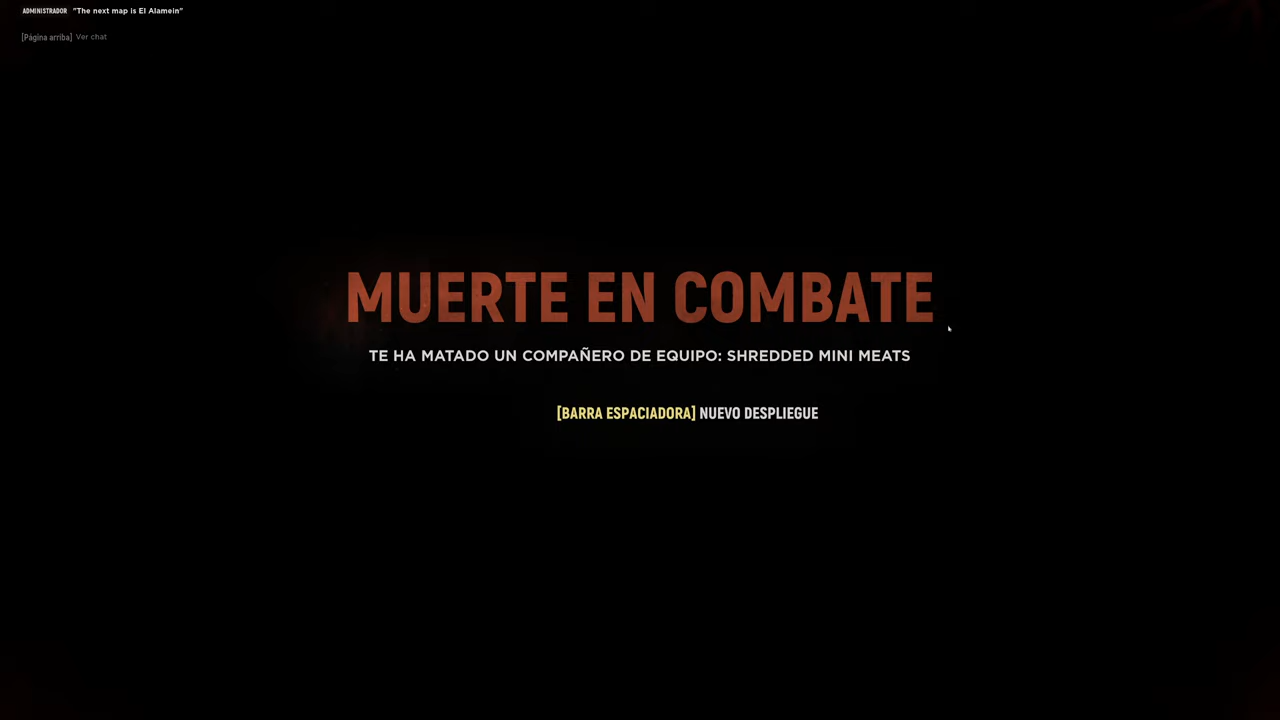 ADMINISTRADOR "The next map is El Alamein"
[Página arriba] Ver chat
MUERTE EN COMBATE
TE HA MATADO UN COMPAÑERO DE EQUIPO: SHREDDED MINI MEATS
[BARRA ESPACIADORA] NUEVO DESPLIEGUE